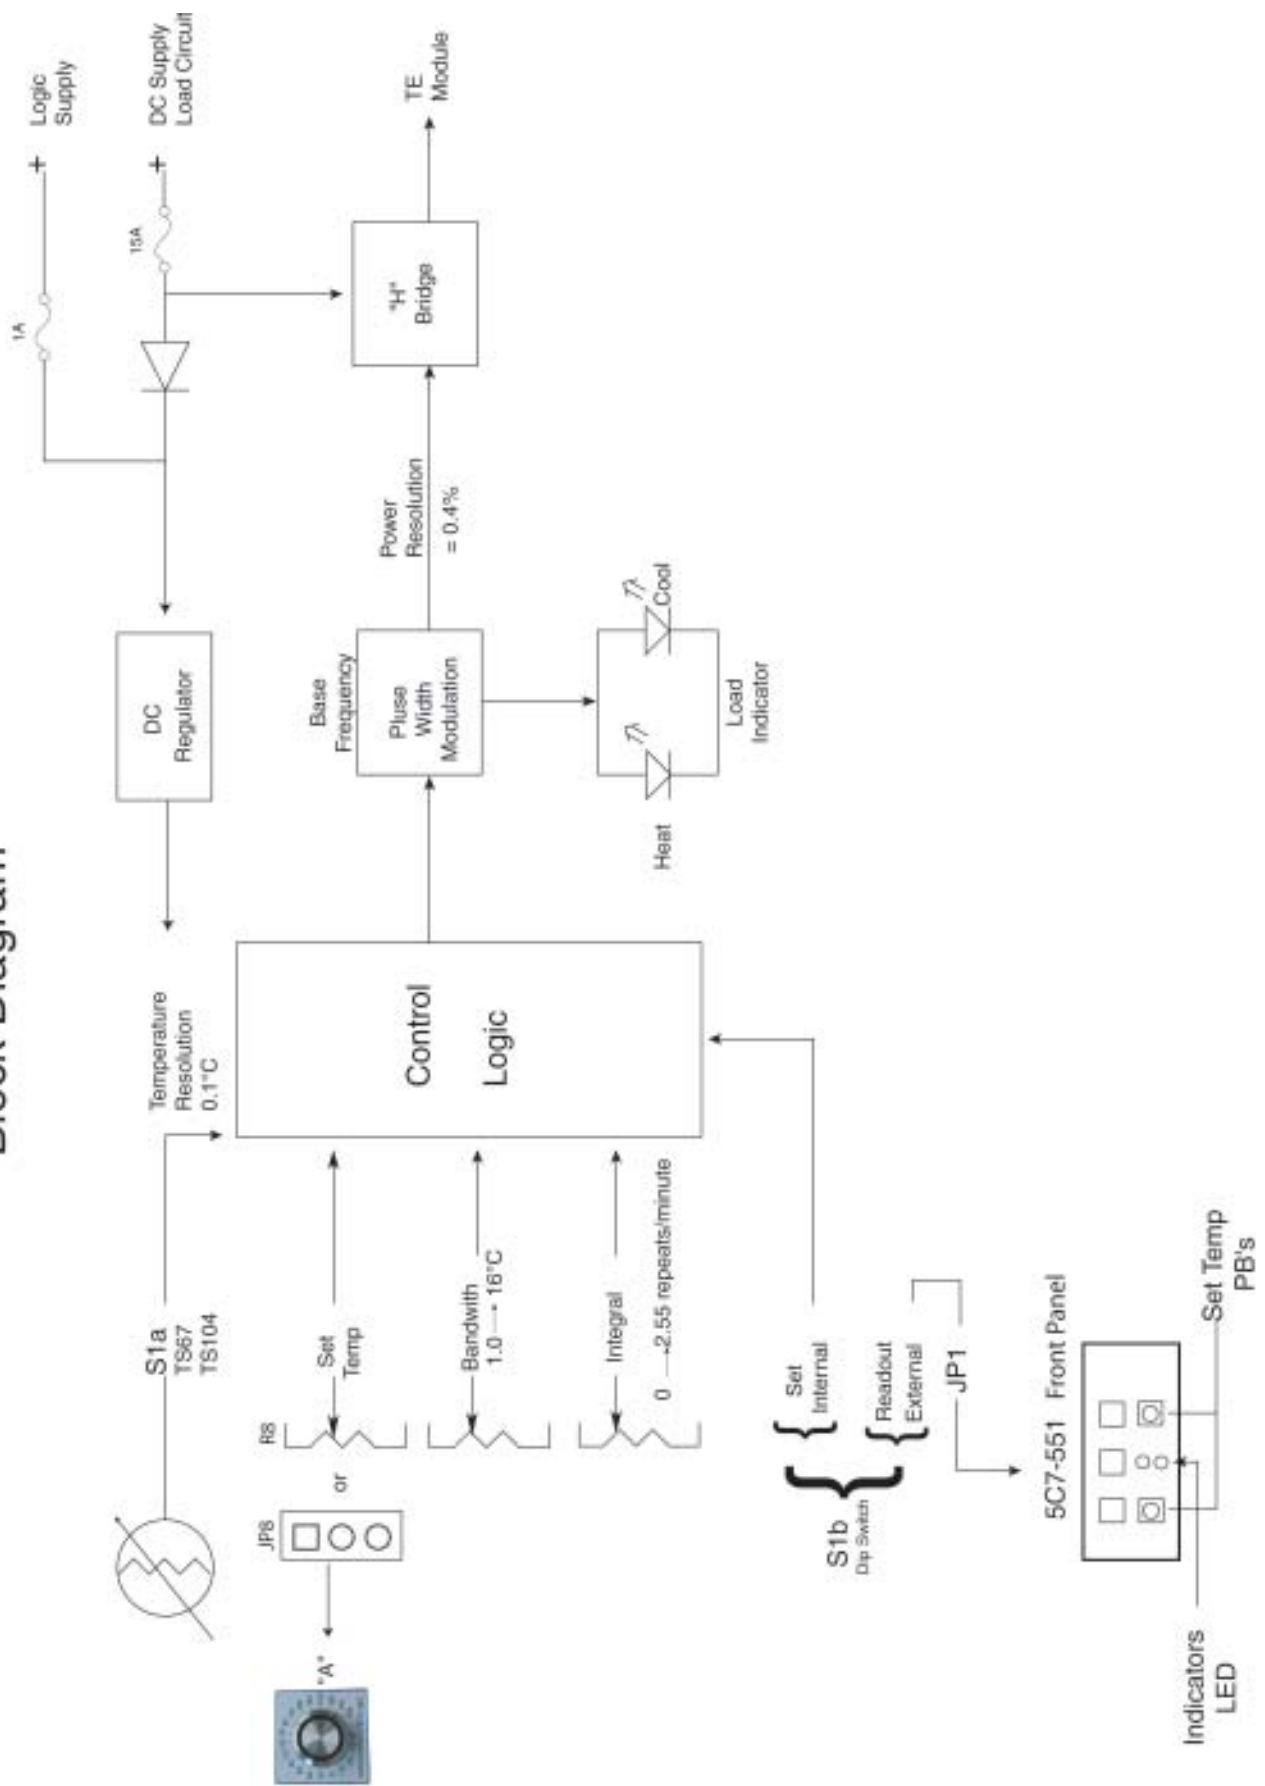 Block Diagram
S1a
TS67
TS104
Temperature
Resolution
0.1°C
DC
Regulator
1A
Logic
Supply
15A
DC Supply
Load Circuit
"A"
JP8
or
R8
Set
Temp
Bandwith
1.0 → 16°C
Integral
0 → 2.55 repeats/minute
Control
Logic
Base
Frequency
Pluse
Width
Modulation
Power
Resolution
= 0.4%
"H"
Bridge
TE
Module
Heat
Cool
Load
Indicator
S1b
Dip Switch
Set
Internal
Readout
External
JP1
5C7-551 Front Panel
Indicators
LED
Set Temp
PB's